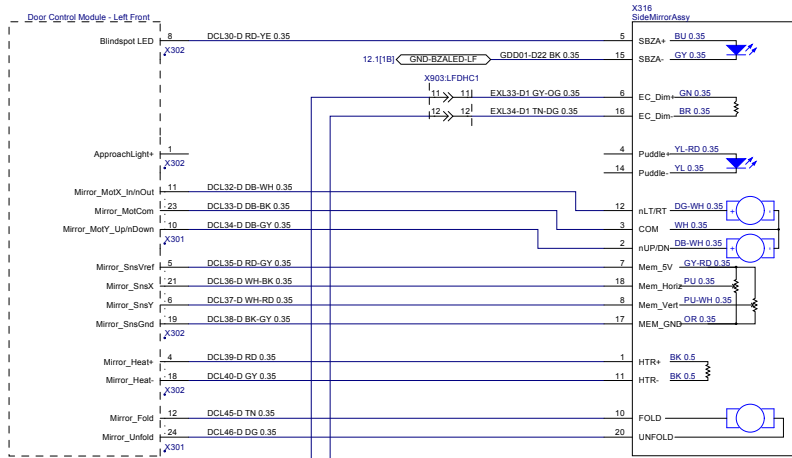 Door Control Module - Left Front
X316
SideMirrorAssy
Blindspot LED 8 DCL30-D RD-YE 0.35 5 SBZA+ BU 0.35
X302
12.1[1B] GND-BZALED-LF GDD01-D22 BK 0.35 15 SBZA- GY 0.35
X903:LFDHC1
11 11 EXL33-D1 GY-OG 0.35 6 EC_Dim+ GN 0.35
12 12 EXL34-D1 TN-DG 0.35 16 EC_Dim- BR 0.35
ApproachLight+ 1 4 Puddle+ YL-RD 0.35
X302
14 Puddle- YL 0.35
Mirror_MotX_In/nOut 11 DCL32-D DB-WH 0.35 12 nLT/RT DG-WH 0.35 + -
Mirror_MotCom 23 DCL33-D DB-BK 0.35 3 COM WH 0.35
Mirror_MotY_Up/nDown 10 DCL34-D DB-GY 0.35 2 nUP/DN DB-WH 0.35 + -
X301
Mirror_SnsVref 5 DCL35-D RD-GY 0.35 7 Mem_5V GY-RD 0.35
Mirror_SnsX 21 DCL36-D WH-BK 0.35 18 Mem_Horiz PU 0.35
Mirror_SnsY 6 DCL37-D WH-RD 0.35 8 Mem_Vert PU-WH 0.35
Mirror_SnsGnd 19 DCL38-D BK-GY 0.35 17 MEM_GND OR 0.35
X302
Mirror_Heat+ 4 DCL39-D RD 0.35 1 HTR+ BK 0.5
Mirror_Heat- 18 DCL40-D GY 0.35 11 HTR- BK 0.5
X302
Mirror_Fold 12 DCL45-D TN 0.35 10 FOLD
Mirror_Unfold 24 DCL46-D DG 0.35 20 UNFOLD
X301